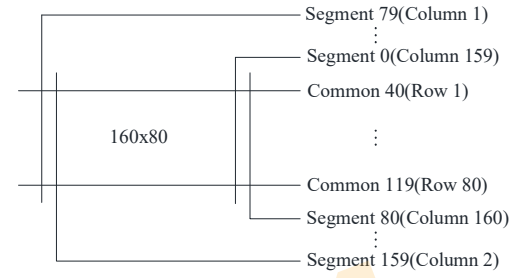 Segment 79(Column 1)
⋮
Segment 0(Column 159)
Common 40(Row 1)
160x80
⋮
Common 119(Row 80)
Segment 80(Column 160)
⋮
Segment 159(Column 2)